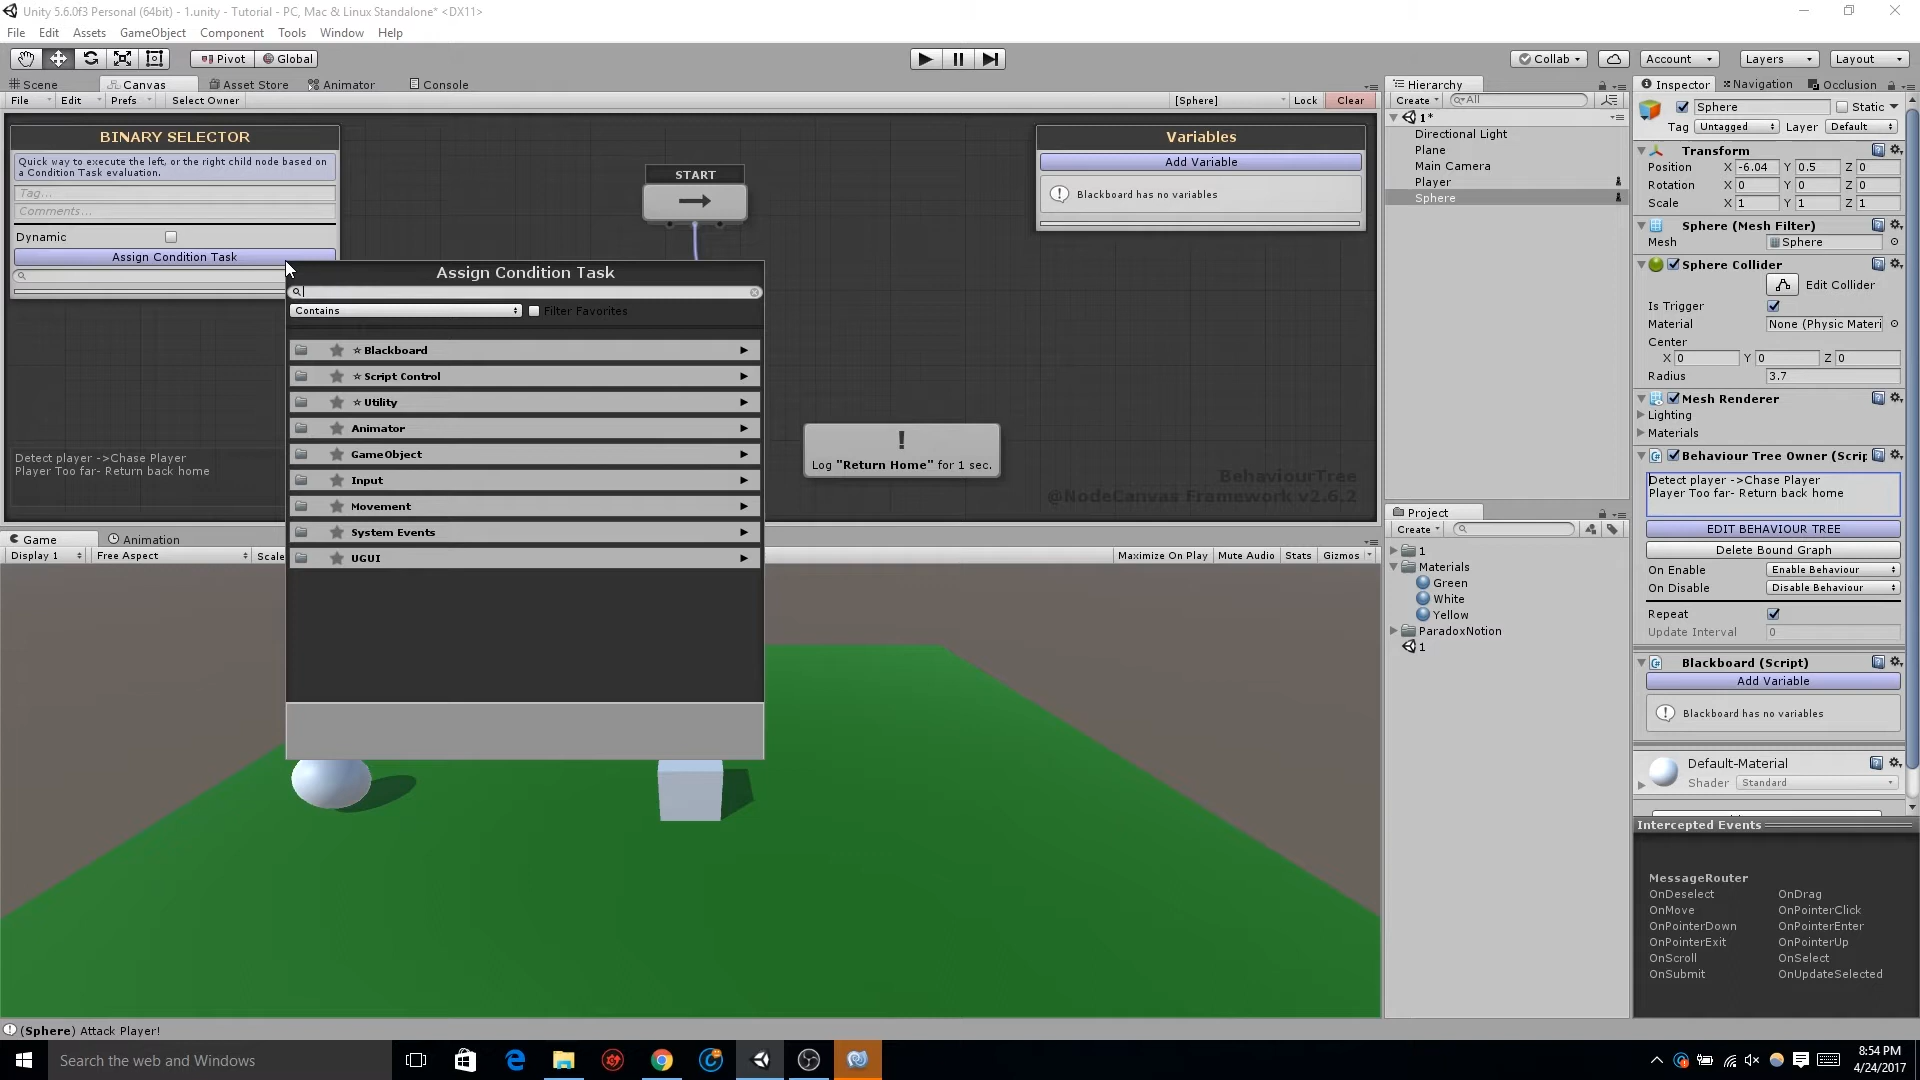 Unity 5.6.0f3 Personal (64bit) - 1.unity - Tutorial - PC, Mac & Linux Standalone* <DX11>
File Edit Assets GameObject Component Tools Window Help
Pivot Global Collab Account Layers Layout
Scene Canvas Asset Store Animator Console
File Edit Prefs Select Owner [Sphere] Lock Clear
BINARY SELECTOR
Quick way to execute the left, or the right child node based on
a Condition Task evaluation.
Tag...
Comments...
Dynamic
Assign Condition Task
Detect player ->Chase Player
Player Too far- Return back home
START
Assign Condition Task
Contains Filter Favorites
☆ Blackboard
☆ Script Control
☆ Utility
Animator
GameObject
Input
Movement
System Events
UGUI
Variables
Add Variable
Blackboard has no variables
!
Log "Return Home" for 1 sec.
BehaviourTree
@NodeCanvas Framework v2.6.2
Game Animation
Display 1 Free Aspect Scale Maximize On Play Mute Audio Stats Gizmos
Hierarchy
Create All
1*
Directional Light
Plane
Main Camera
Player
Sphere
Project
Create
1
Materials
Green
White
Yellow
ParadoxNotion
1
Inspector Navigation Occlusion
Sphere Static
Tag Untagged Layer Default
Transform
Position X -6.04 Y 0.5 Z 0
Rotation X 0 Y 0 Z 0
Scale X 1 Y 1 Z 1
Sphere (Mesh Filter)
Mesh Sphere
Sphere Collider
Edit Collider
Is Trigger
Material None (Physic Materi
Center
X 0 Y 0 Z 0
Radius 3.7
Mesh Renderer
Lighting
Materials
Behaviour Tree Owner (Scrip
Detect player ->Chase Player
Player Too far- Return back home
EDIT BEHAVIOUR TREE
Delete Bound Graph
On Enable Enable Behaviour
On Disable Disable Behaviour
Repeat
Update Interval 0
Blackboard (Script)
Add Variable
Blackboard has no variables
Default-Material
Shader Standard
Intercepted Events
MessageRouter
OnDeselect OnDrag
OnMove OnPointerClick
OnPointerDown OnPointerEnter
OnPointerExit OnPointerUp
OnScroll OnSelect
OnSubmit OnUpdateSelected
(Sphere) Attack Player!
Search the web and Windows
8:54 PM
4/24/2017